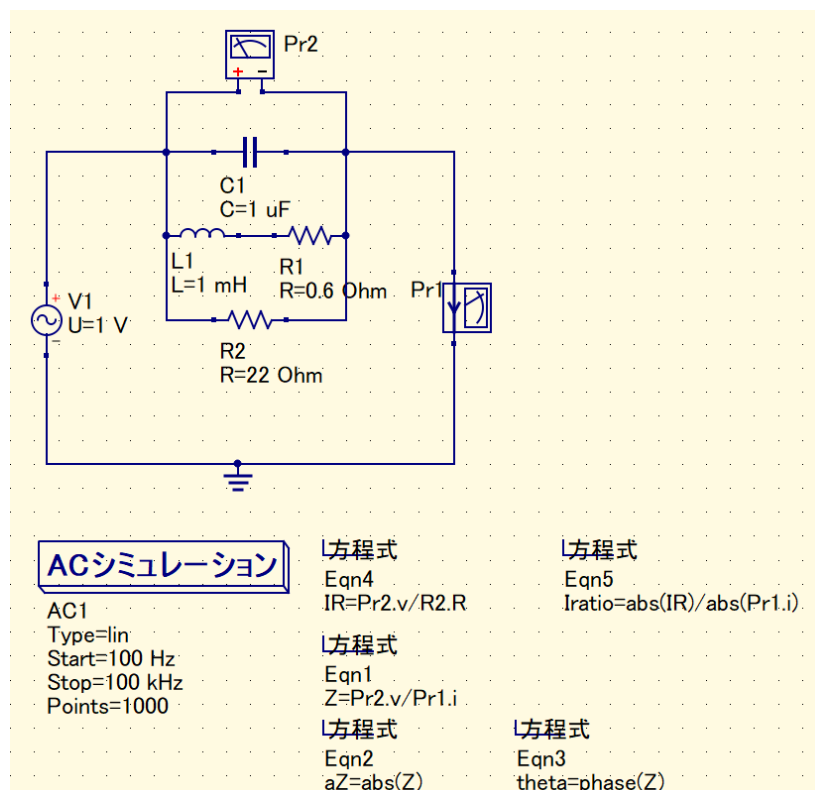 Pr2
+ −
C1
C=1 uF
L1
L=1 mH
R1
R=0.6 Ohm
Pr1
+
V1
U=1 V
−
R2
R=22 Ohm
ACシミュレーション
AC1
Type=lin
Start=100 Hz
Stop=100 kHz
Points=1000
方程式
Eqn4
IR=Pr2.v/R2.R
方程式
Eqn5
Iratio=abs(IR)/abs(Pr1.i)
方程式
Eqn1
Z=Pr2.v/Pr1.i
方程式
Eqn2
aZ=abs(Z)
方程式
Eqn3
theta=phase(Z)